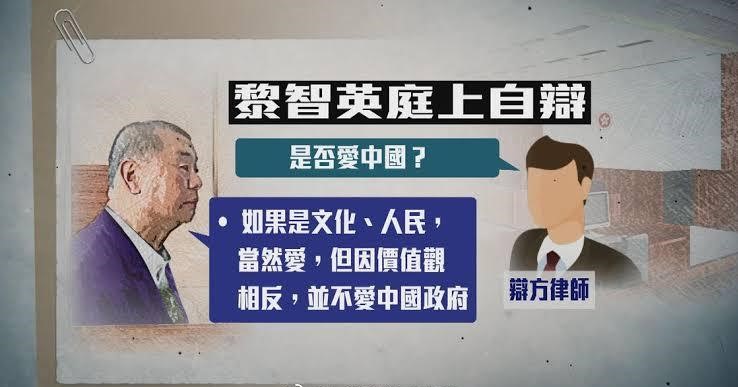 黎智英庭上自辯
是否愛中國？
• 如果是文化、人民，
當然愛，但因價值觀
相反，並不愛中國政府
辯方律師